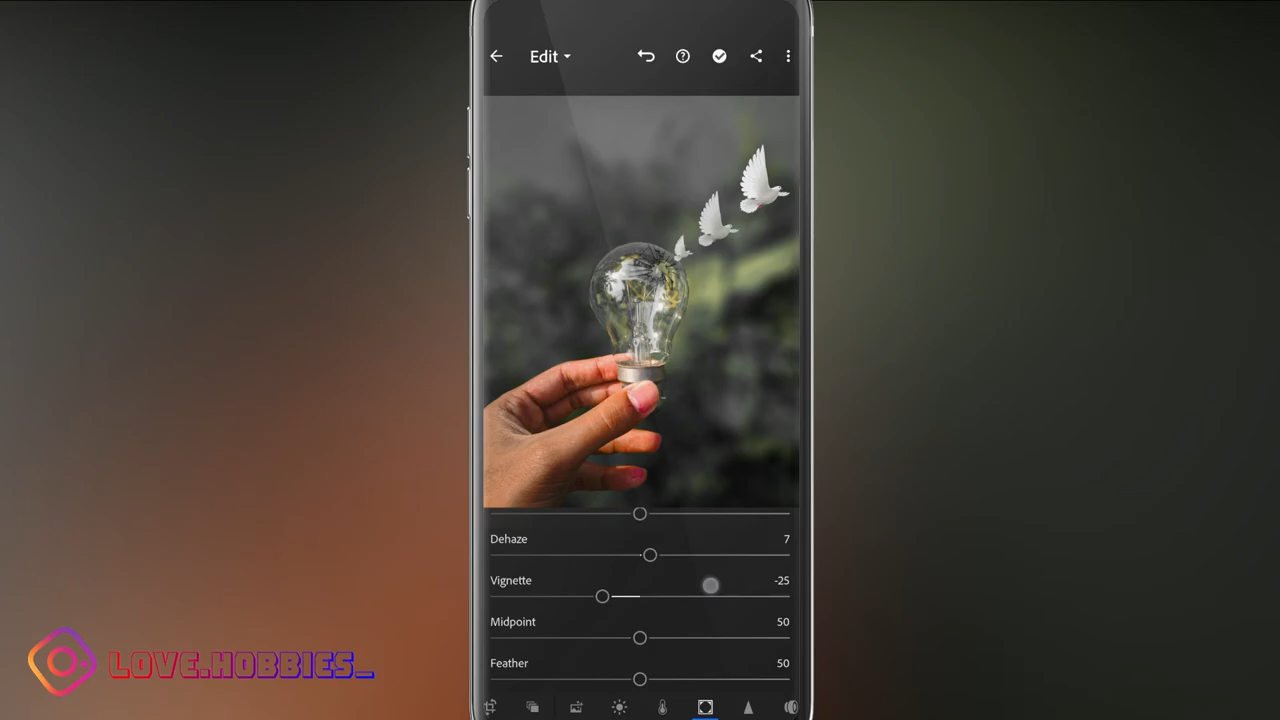 Edit
Dehaze 7
Vignette -25
Midpoint 50
Feather 50
LOVE.HOBBIES_